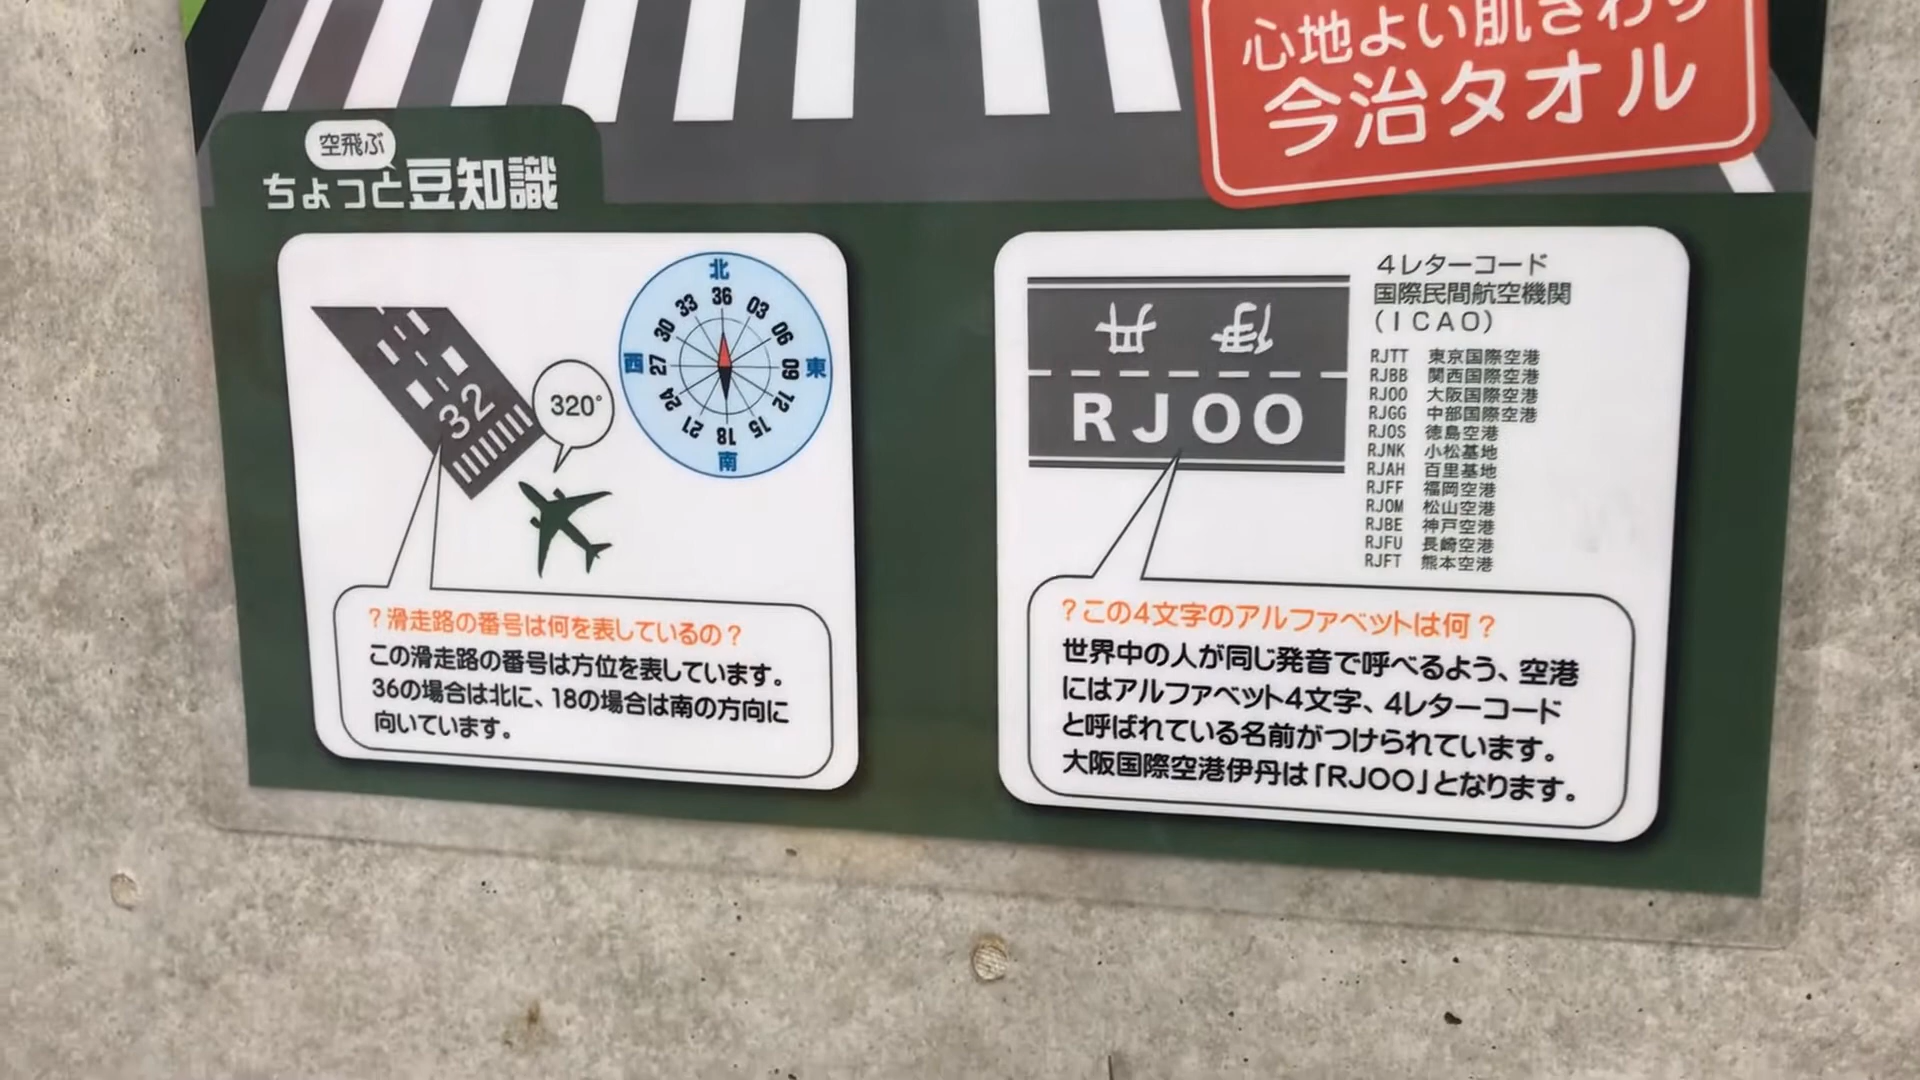 心地よい肌ざわり
今治タオル
空飛ぶ
ちょっと豆知識
北
36
03
06
09
東
12
15
18
南
21
24
27
西
30
33
32
320°
?滑走路の番号は何を表しているの?
この滑走路の番号は方位を表しています。
36の場合は北に、18の場合は南の方向に
向いています。
伊丹
RJOO
4レターコード
国際民間航空機関
(ICAO)
RJTT 東京国際空港
RJBB 関西国際空港
RJOO 大阪国際空港
RJGG 中部国際空港
RJOS 徳島空港
RJNK 小松基地
RJAH 百里基地
RJFF 福岡空港
RJOM 松山空港
RJBE 神戸空港
RJFU 長崎空港
RJFT 熊本空港
?この4文字のアルファベットは何?
世界中の人が同じ発音で呼べるよう、空港
にはアルファベット4文字、4レターコード
と呼ばれている名前がつけられています。
大阪国際空港伊丹は「RJOO」となります。